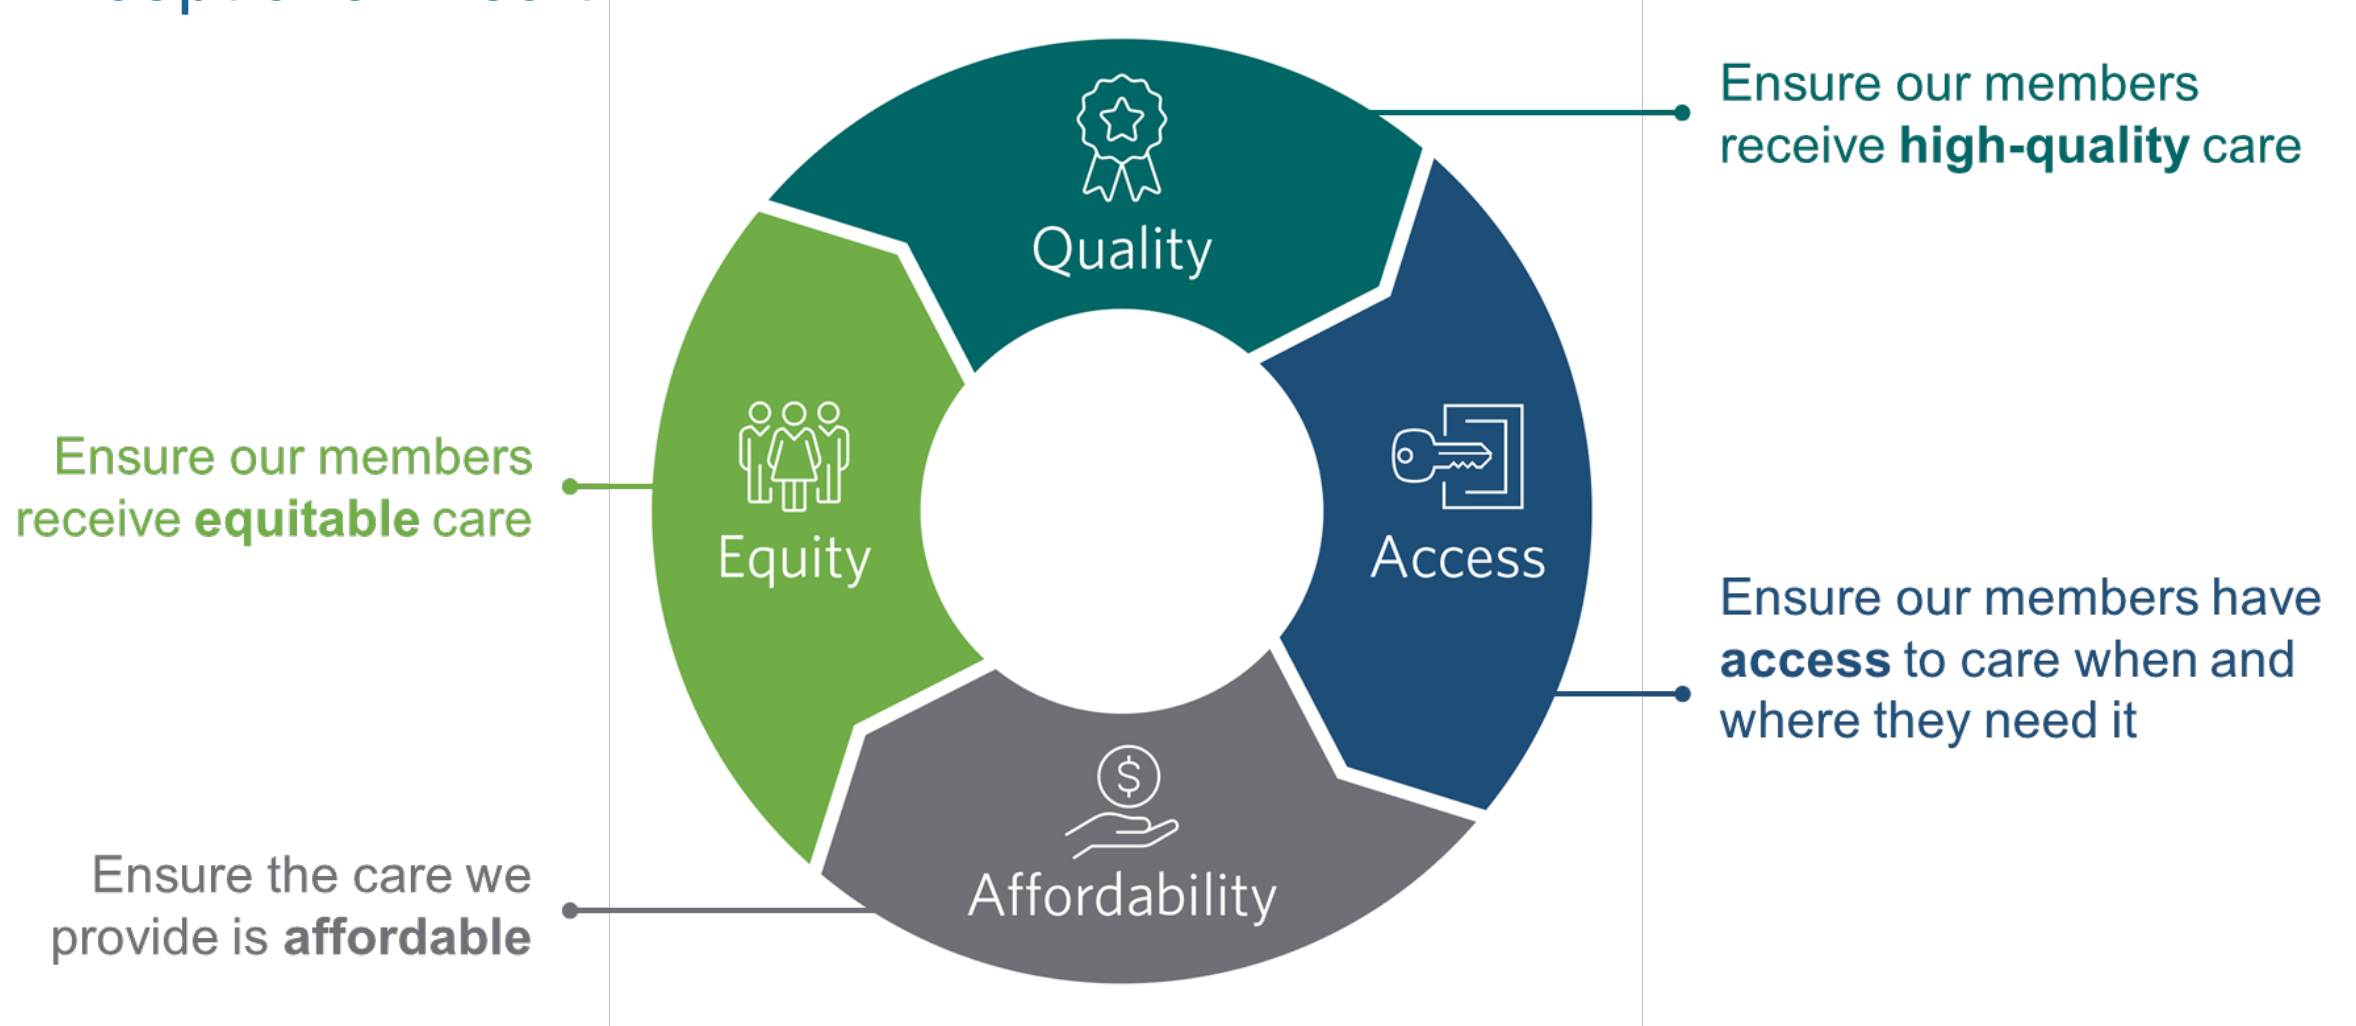 Ensure our members
receive high-quality care
Quality
Ensure our members
receive equitable care
Equity
Access
Ensure our members have
access to care when and
where they need it
$
Affordability
Ensure the care we
provide is affordable